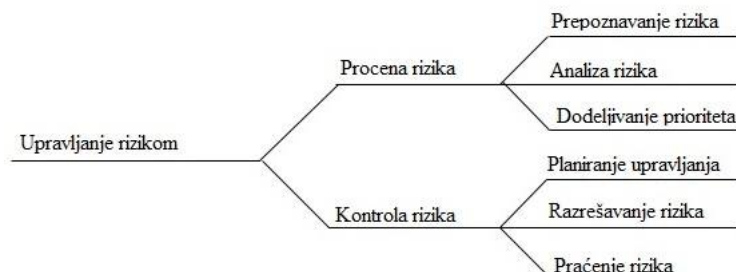 Prepoznavanje rizika
Procena rizika
Analiza rizika
Dodeljivanje prioriteta
Upravljanje rizikom
Planiranje upravljanja
Kontrola rizika
Razrešavanje rizika
Praćenje rizika